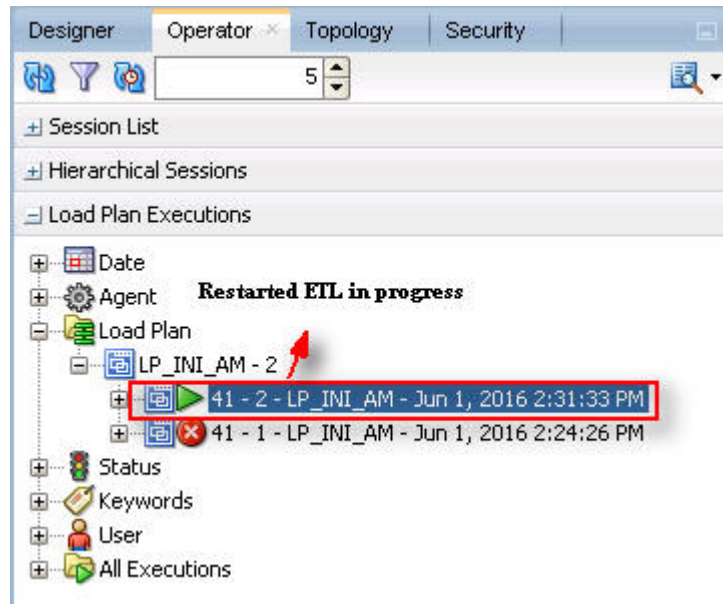 Designer Operator Topology Security
5
Session List
Hierarchical Sessions
Load Plan Executions
Date
Agent Restarted ETL in progress
Load Plan
LP_INI_AM - 2
41 - 2 - LP_INI_AM - Jun 1, 2016 2:31:33 PM
41 - 1 - LP_INI_AM - Jun 1, 2016 2:24:26 PM
Status
Keywords
User
All Executions